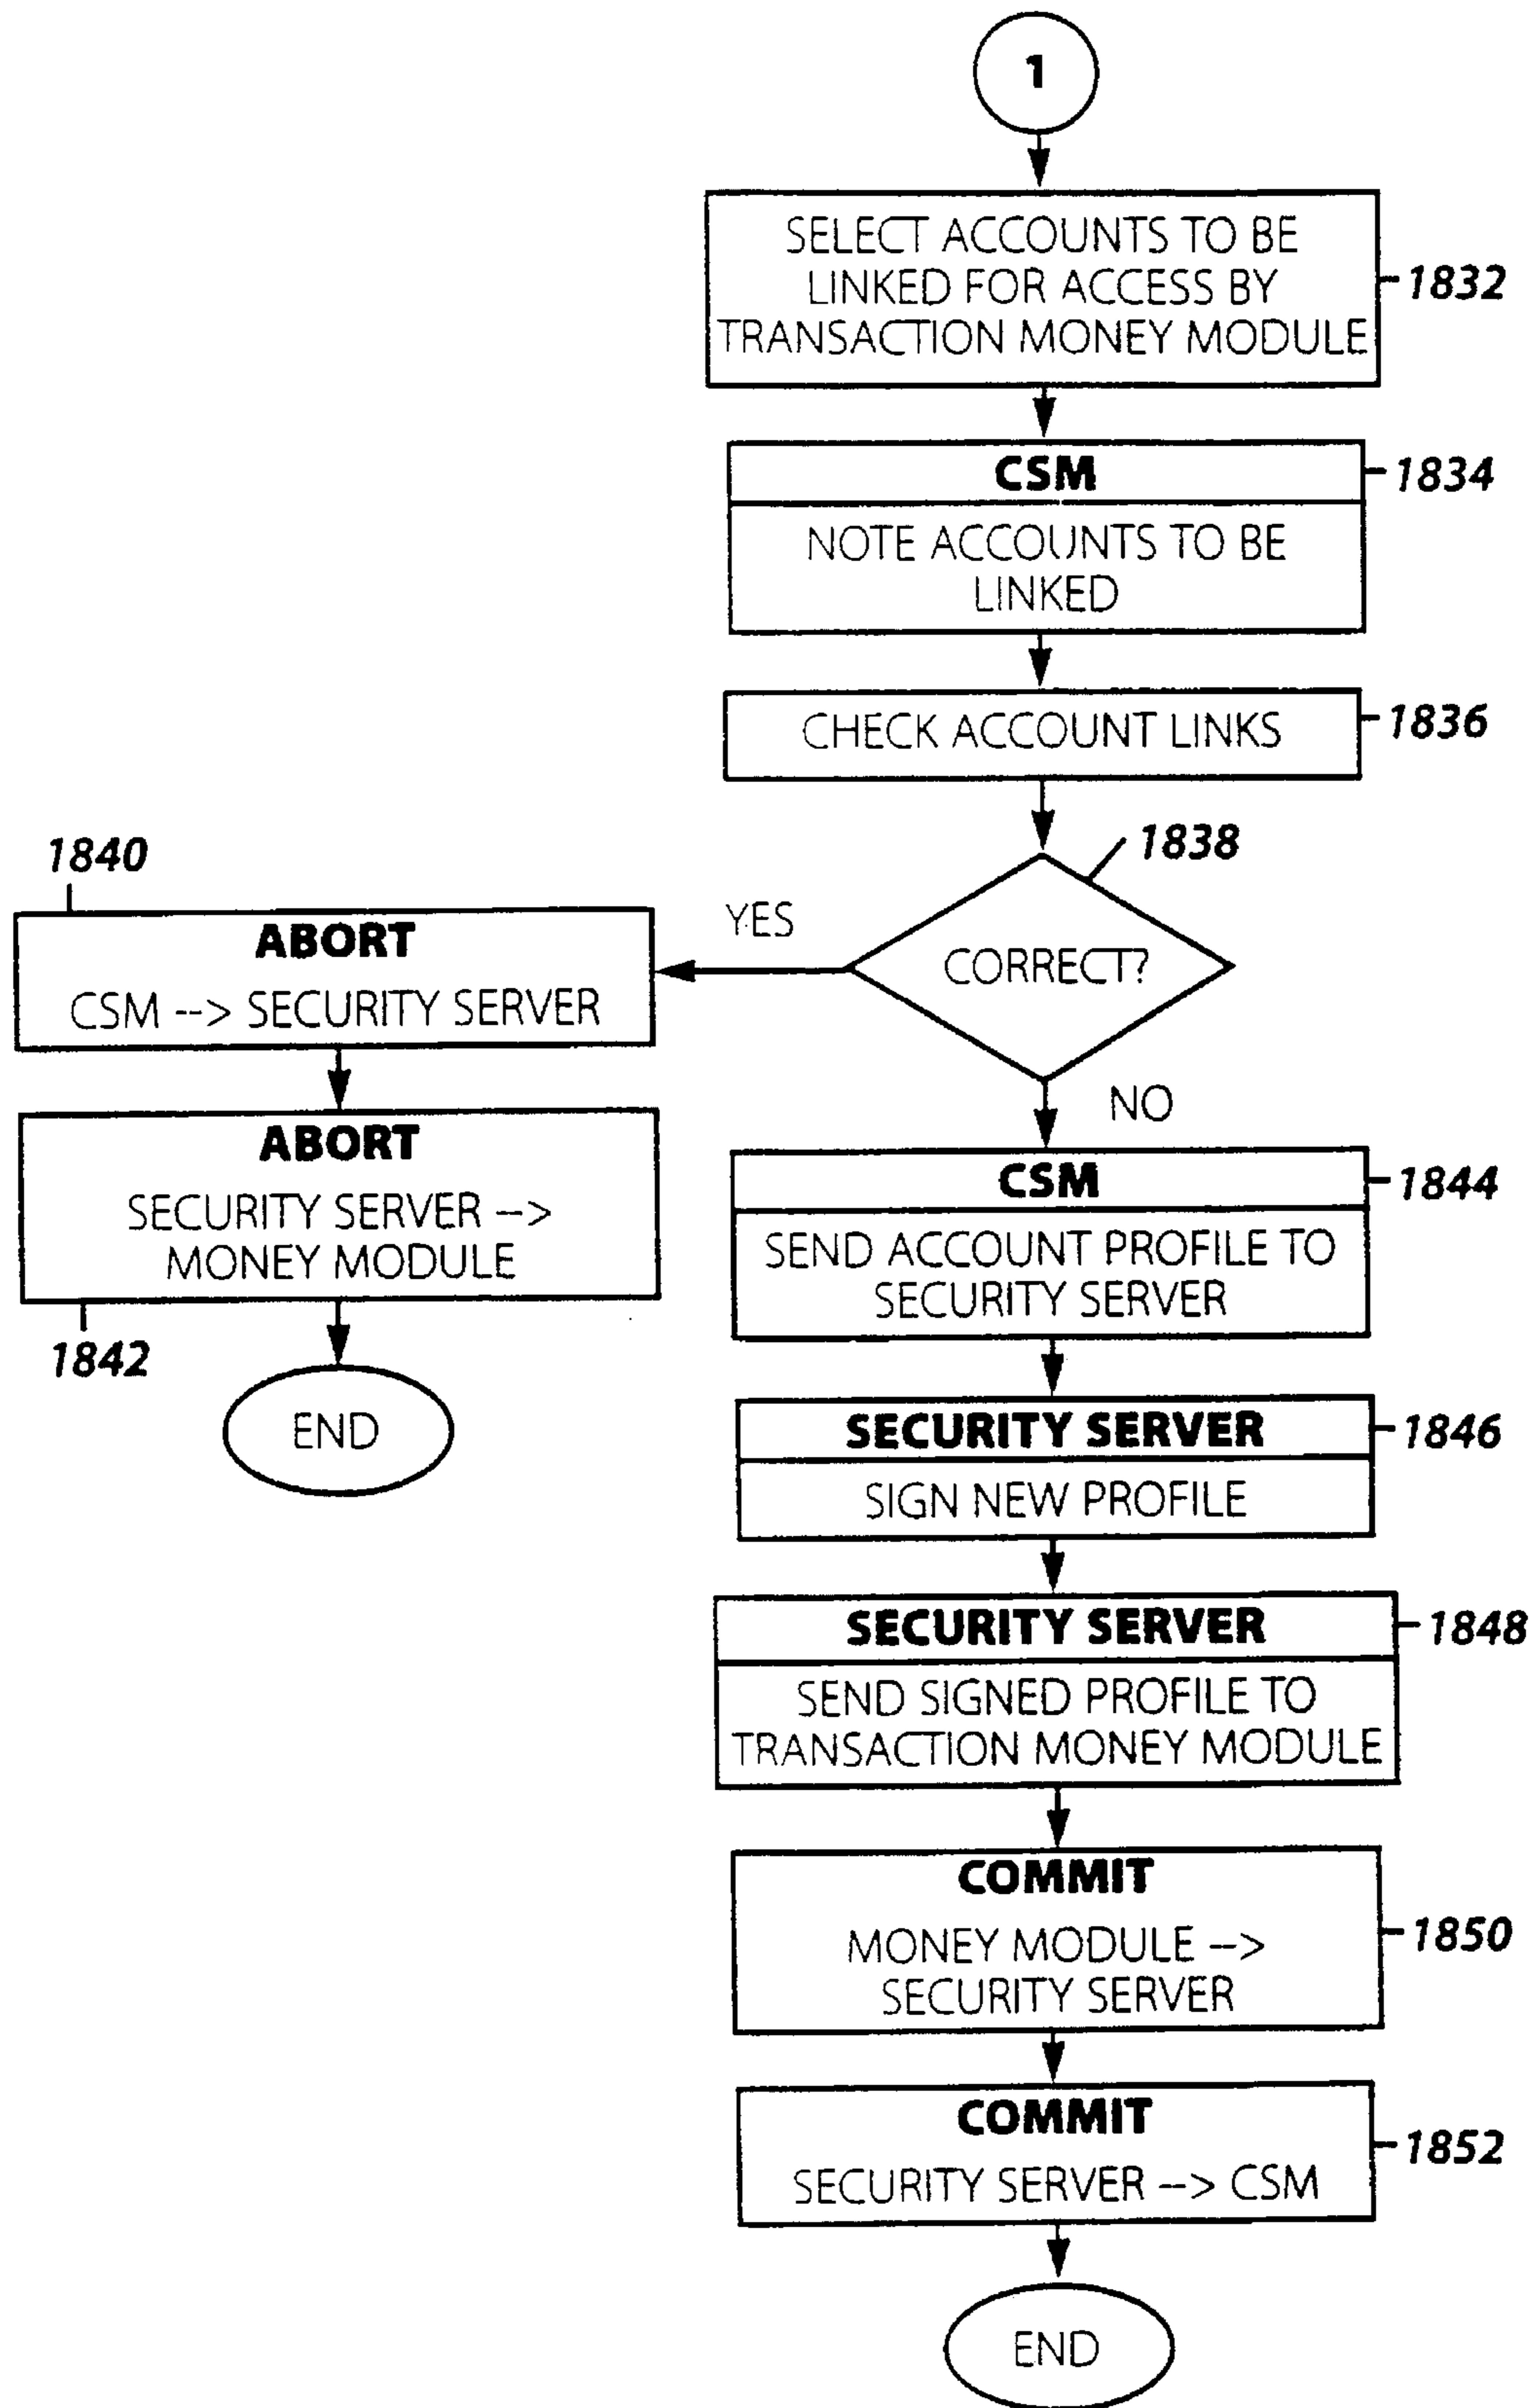 1
SELECT ACCOUNTS TO BE
LINKED FOR ACCESS BY
TRANSACTION MONEY MODULE
1832
CSM
1834
NOTE ACCOUNTS TO BE
LINKED
CHECK ACCOUNT LINKS
1836
1838
CORRECT?
YES
1840
ABORT
CSM --> SECURITY SERVER
ABORT
SECURITY SERVER -->
MONEY MODULE
1842
END
NO
CSM
1844
SEND ACCOUNT PROFILE TO
SECURITY SERVER
SECURITY SERVER
1846
SIGN NEW PROFILE
SECURITY SERVER
1848
SEND SIGNED PROFILE TO
TRANSACTION MONEY MODULE
COMMIT
MONEY MODULE -->
SECURITY SERVER
1850
COMMIT
SECURITY SERVER --> CSM
1852
END